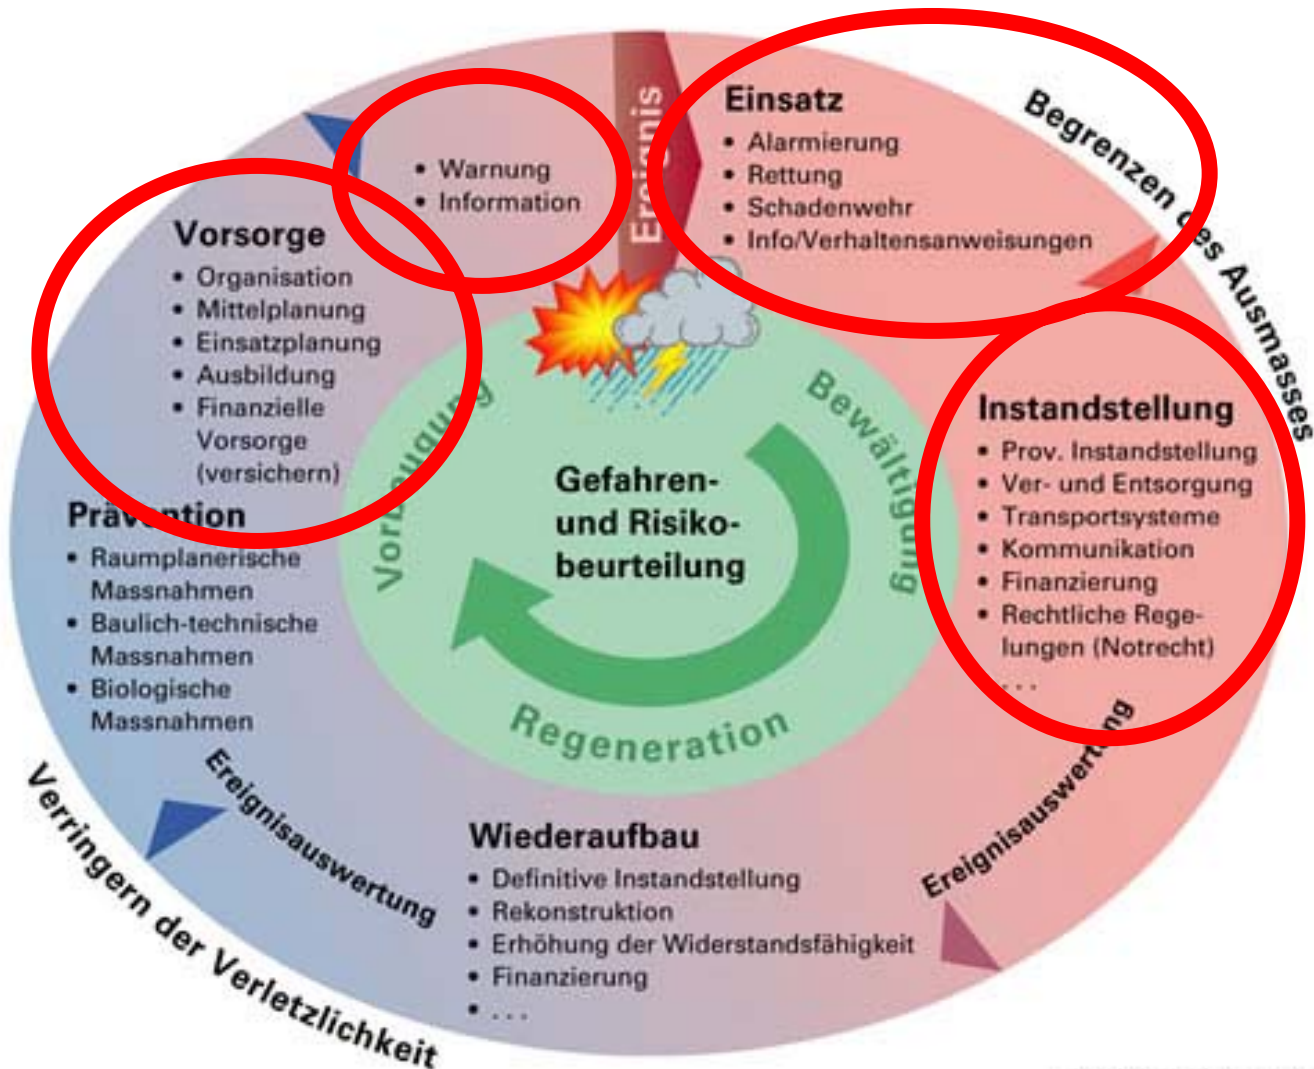 Ereignis
Einsatz
• Alarmierung
• Rettung
• Schadenwehr
• Info/Verhaltensanweisungen
Begrenzen des Ausmasses
• Warnung
• Information
Vorsorge
• Organisation
• Mittelplanung
• Einsatzplanung
• Ausbildung
• Finanzielle
Vorsorge
(versichern)
Instandstellung
• Prov. Instandstellung
• Ver- und Entsorgung
• Transportsysteme
• Kommunikation
• Finanzierung
• Rechtliche Rege-
lungen (Notrecht)
. . .
Vorbeugung
Bewältigung
Regeneration
Gefahren-
und Risiko-
beurteilung
Prävention
• Raumplanerische
Massnahmen
• Baulich-technische
Massnahmen
• Biologische
Massnahmen
Ereignisauswertung
Ereignisauswertung
Wiederaufbau
• Definitive Instandstellung
• Rekonstruktion
• Erhöhung der Widerstandsfähigkeit
• Finanzierung
• . . .
Verringern der Verletzlichkeit